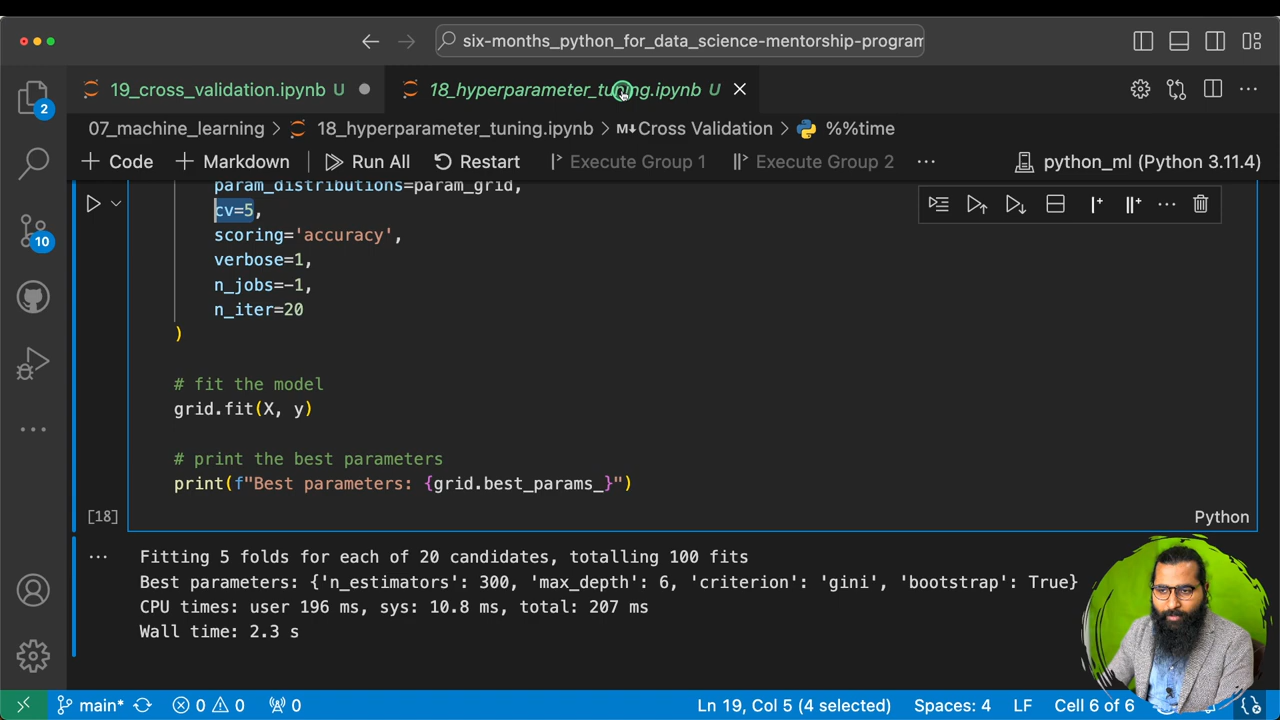 six-months_python_for_data_science-mentorship-program
19_cross_validation.ipynb U
18_hyperparameter_tuning.ipynb U
07_machine_learning > 18_hyperparameter_tuning.ipynb > M↓Cross Validation > %%time
+ Code + Markdown Run All Restart Execute Group 1 Execute Group 2 ... python_ml (Python 3.11.4)
param_distributions=param_grid,
cv=5,
scoring='accuracy',
verbose=1,
n_jobs=-1,
n_iter=20
)
# fit the model
grid.fit(X, y)
# print the best parameters
print(f"Best parameters: {grid.best_params_}")
[18]
Python
Fitting 5 folds for each of 20 candidates, totalling 100 fits
Best parameters: {'n_estimators': 300, 'max_depth': 6, 'criterion': 'gini', 'bootstrap': True}
CPU times: user 196 ms, sys: 10.8 ms, total: 207 ms
Wall time: 2.3 s
2
10
main* 0 0 0 Ln 19, Col 5 (4 selected) Spaces: 4 LF Cell 6 of 6